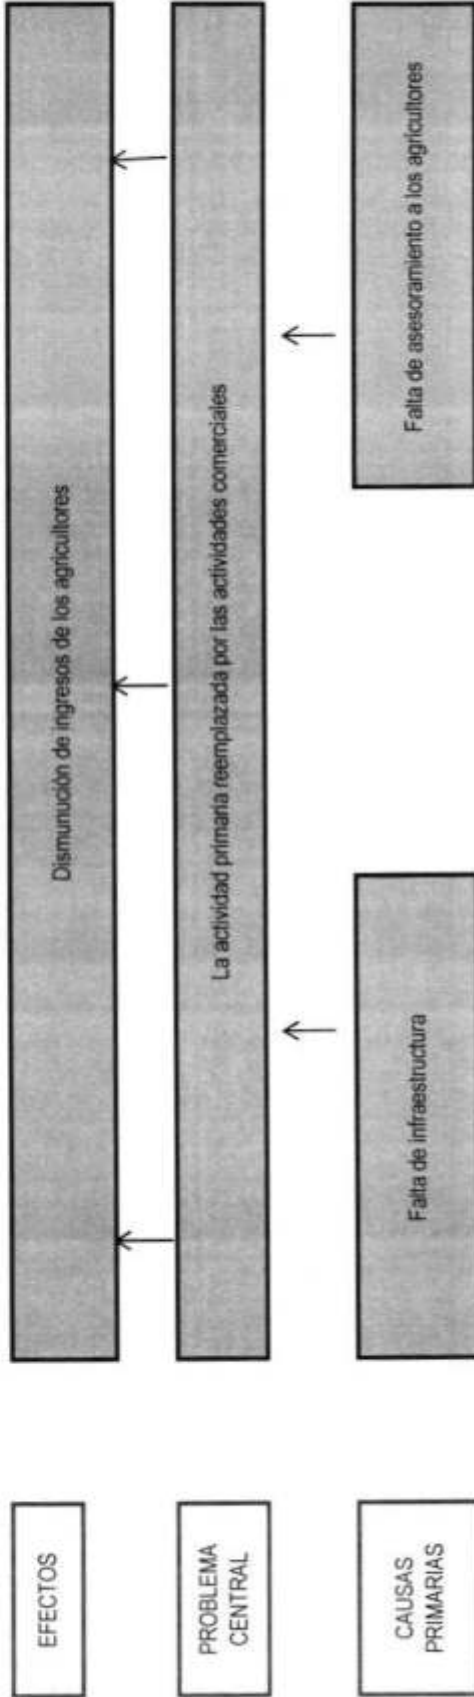 EFECTOS
Dismunución de ingresos de los agricultores
PROBLEMA
CENTRAL
La actividad primaria reemplazada por las actividades comerciales
CAUSAS
PRIMARIAS
Falta de infraestructura
Falta de asesoramiento a los agricultores